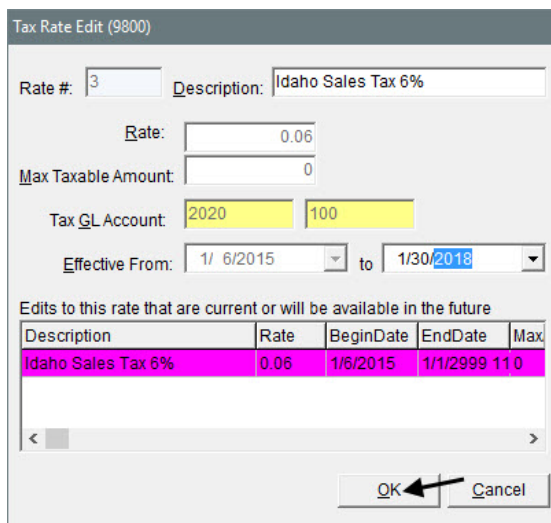 Tax Rate Edit (9800)
Rate #: 3 Description: Idaho Sales Tax 6%
Rate: 0.06
Max Taxable Amount: 0
Tax GL Account: 2020 100
Effective From: 1/ 6/2015 to 1/30/2018
Edits to this rate that are current or will be available in the future
Description Rate BeginDate EndDate Max
Idaho Sales Tax 6% 0.06 1/6/2015 1/1/2999 11 0
OK Cancel